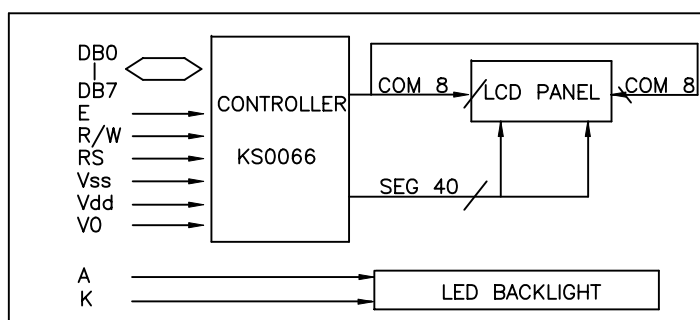 DB0
DB7
E
R/W
RS
Vss
Vdd
V0
CONTROLLER
KS0066
COM 8
LCD PANEL
COM 8
SEG 40
A
K
LED BACKLIGHT